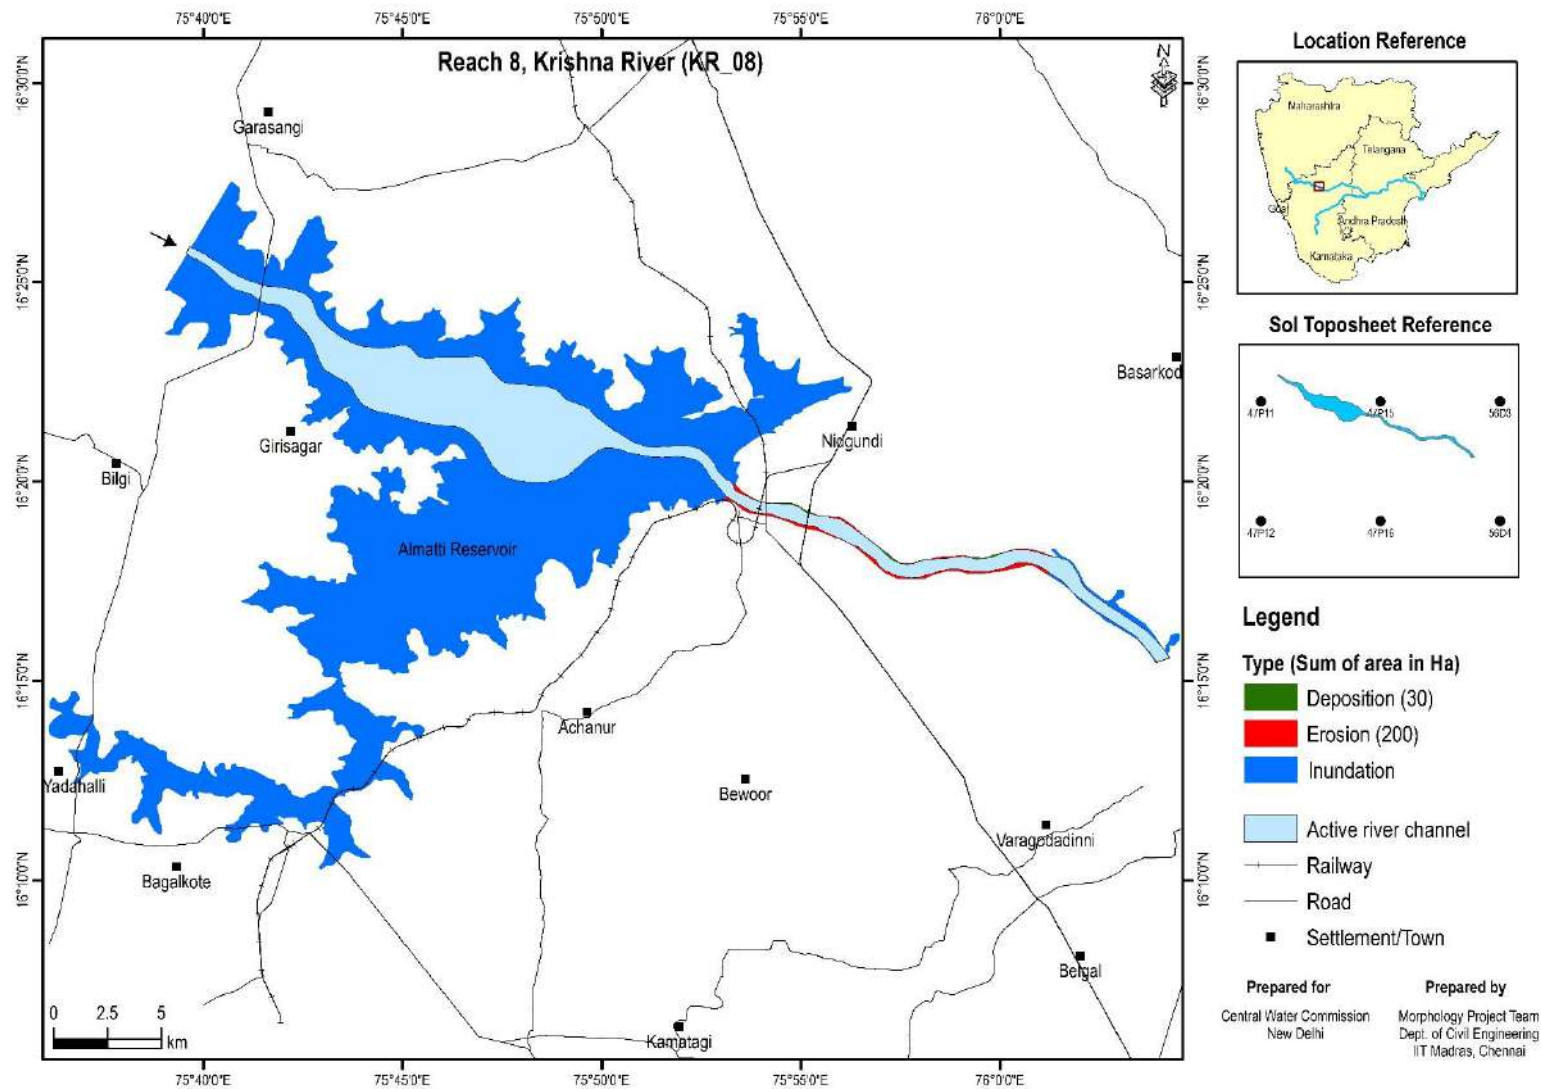 75°40'0"E
75°45'0"E
75°50'0"E
75°55'0"E
76°0'0"E
Reach 8, Krishna River (KR_08)
N
16°30'0"N
16°30'0"N
Garasangi
16°25'0"N
16°25'0"N
Basarkod
Nidgundi
Girisagar
Bilgi
16°20'0"N
16°20'0"N
Almatti Reservoir
16°15'0"N
16°15'0"N
Achanur
Yadahalli
Bewoor
Varagodadinni
Bagalkote
16°10'0"N
16°10'0"N
Belgal
Kamatagi
0 2.5 5
km
75°40'0"E
75°45'0"E
75°50'0"E
75°55'0"E
76°0'0"E
Location Reference
Maharashtra
Telangana
Goa
Andhra Pradesh
Karnataka
SoI Toposheet Reference
47P11
47P15
56D3
47P12
47P16
56D4
Legend
Type (Sum of area in Ha)
Deposition (30)
Erosion (200)
Inundation
Active river channel
Railway
Road
Settlement/Town
Prepared for
Central Water Commission
New Delhi
Prepared by
Morphology Project Team
Dept. of Civil Engineering
IIT Madras, Chennai